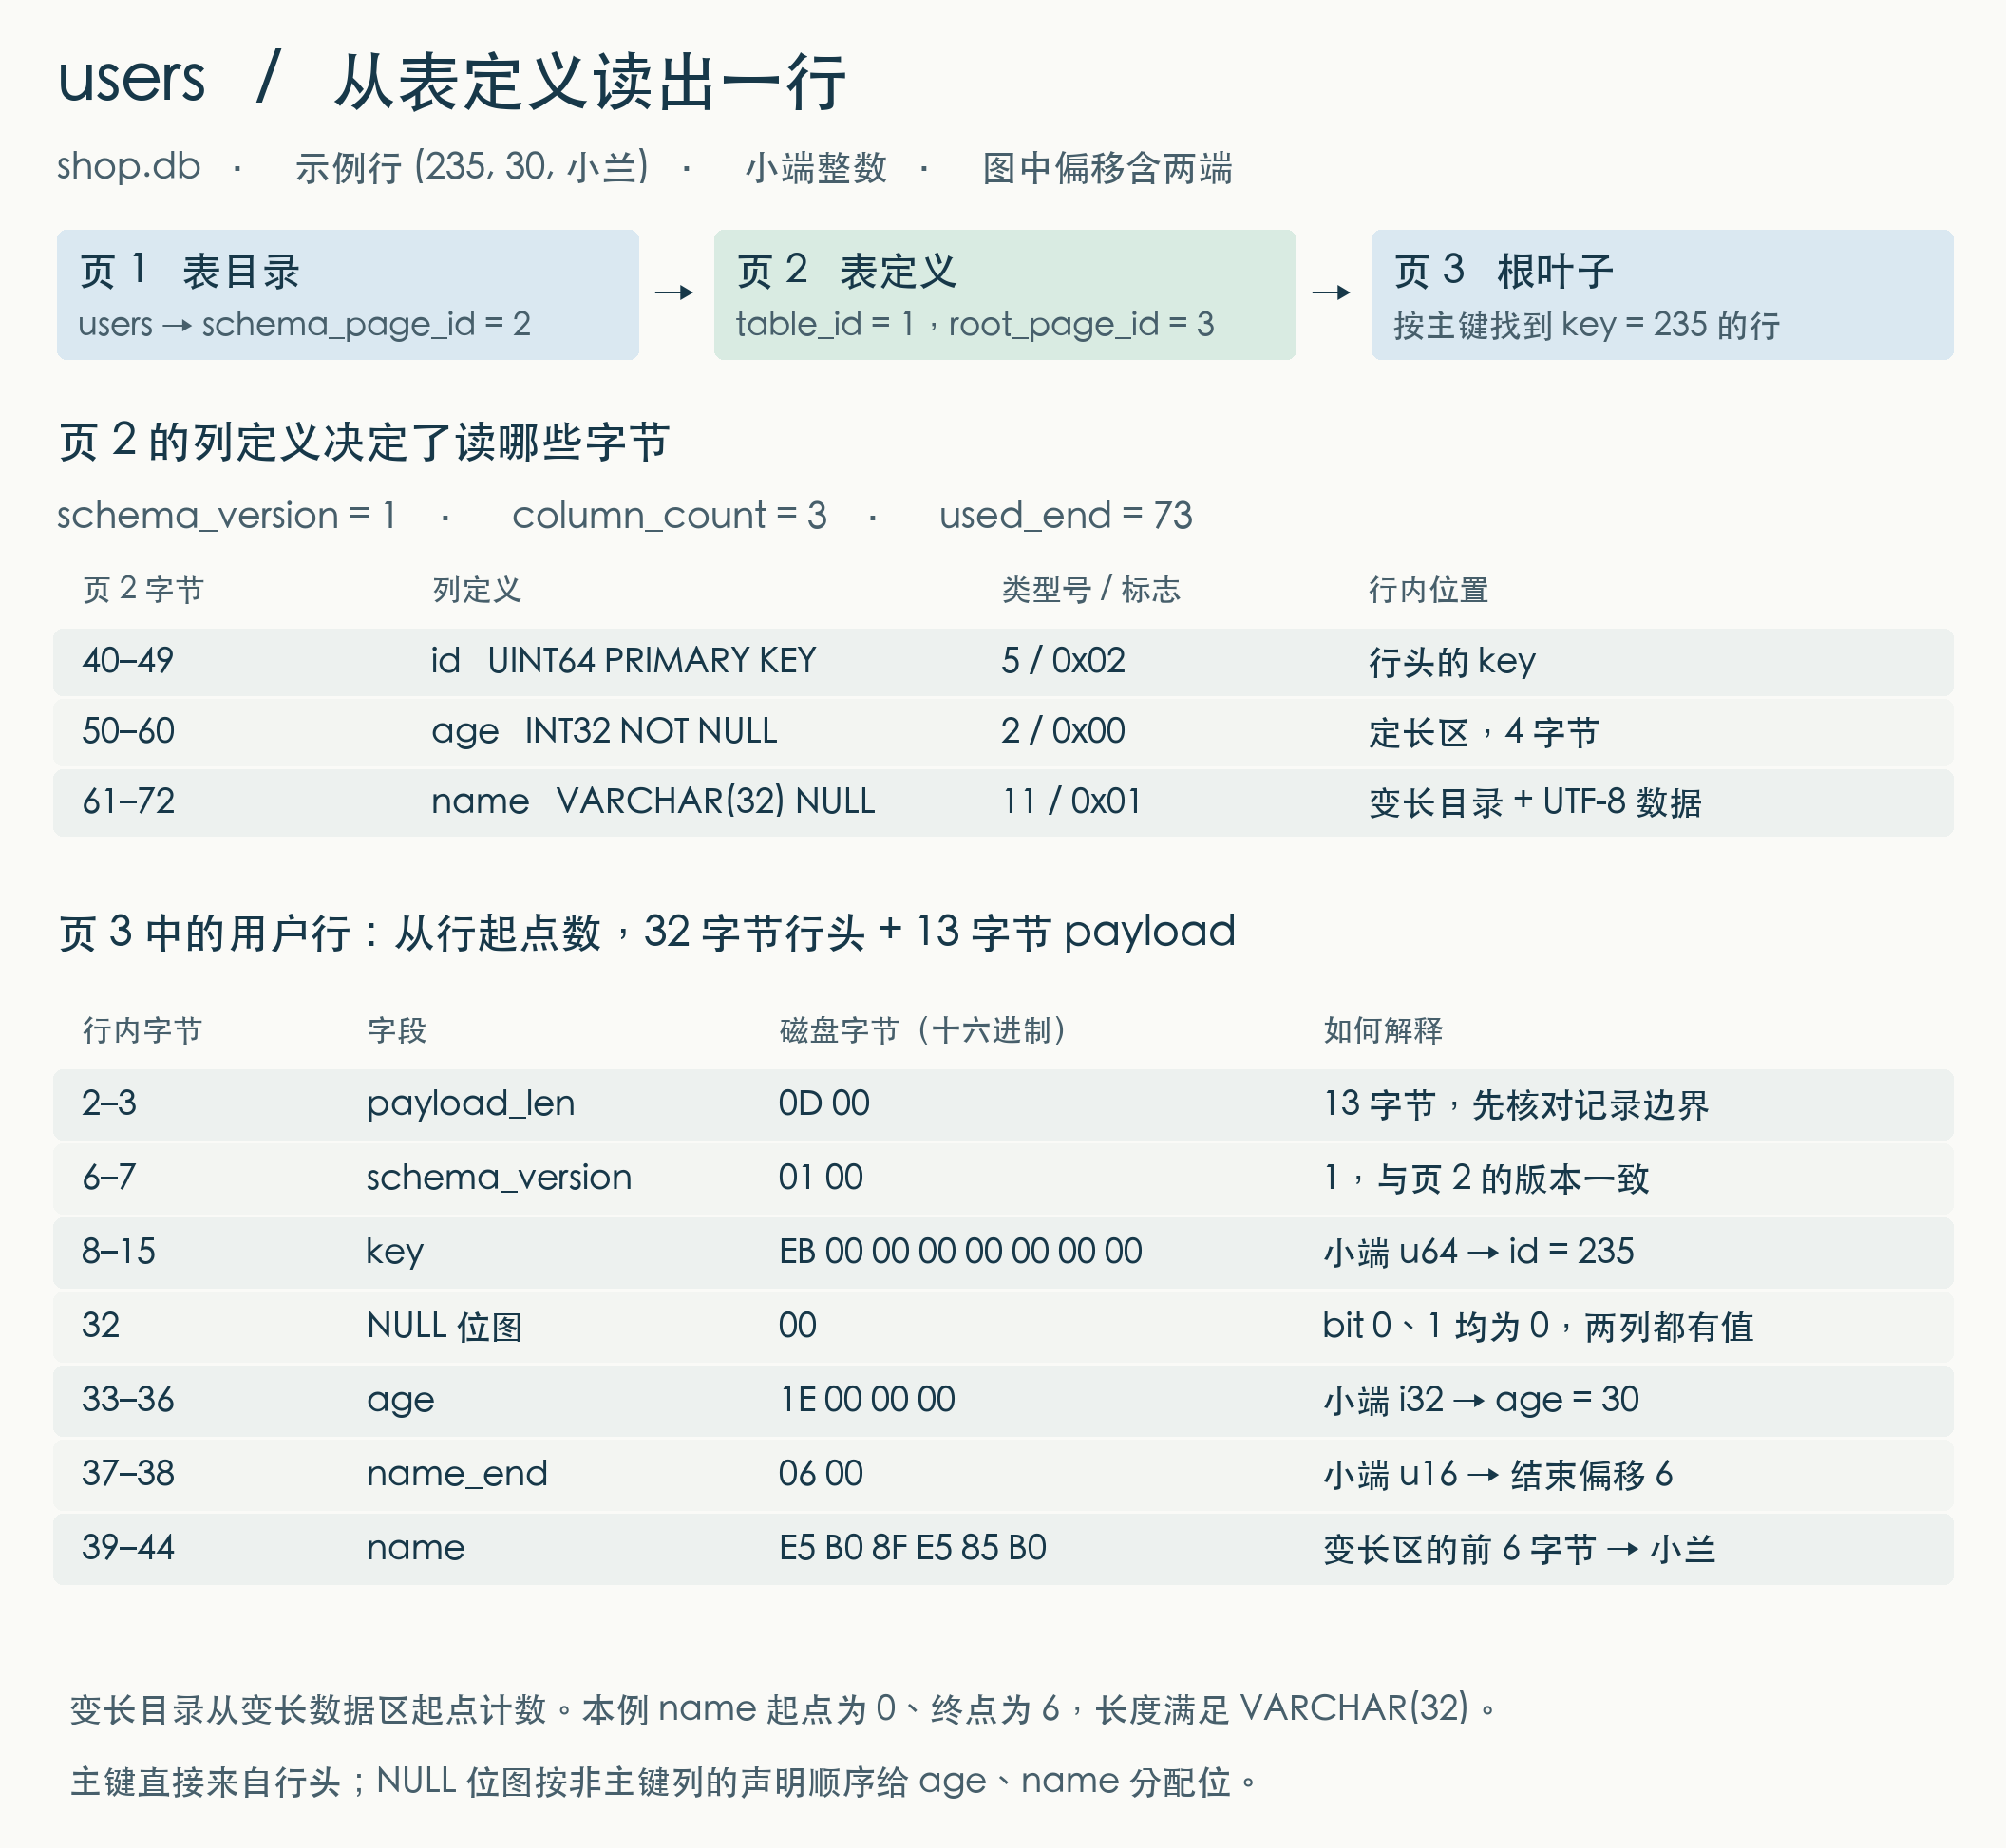 users / 从表定义读出一行
shop.db · 示例行 (235, 30, 小兰) · 小端整数 · 图中偏移含两端
页 1 表目录
users → schema_page_id = 2
→
页 2 表定义
table_id = 1，root_page_id = 3
→
页 3 根叶子
按主键找到 key = 235 的行
页 2 的列定义决定了读哪些字节
schema_version = 1 · column_count = 3 · used_end = 73
页 2 字节 列定义 类型号 / 标志 行内位置
40–49 id UINT64 PRIMARY KEY 5 / 0x02 行头的 key
50–60 age INT32 NOT NULL 2 / 0x00 定长区，4 字节
61–72 name VARCHAR(32) NULL 11 / 0x01 变长目录 + UTF-8 数据
页 3 中的用户行：从行起点数，32 字节行头 + 13 字节 payload
行内字节 字段 磁盘字节（十六进制） 如何解释
2–3 payload_len 0D 00 13 字节，先核对记录边界
6–7 schema_version 01 00 1，与页 2 的版本一致
8–15 key EB 00 00 00 00 00 00 00 小端 u64 → id = 235
32 NULL 位图 00 bit 0、1 均为 0，两列都有值
33–36 age 1E 00 00 00 小端 i32 → age = 30
37–38 name_end 06 00 小端 u16 → 结束偏移 6
39–44 name E5 B0 8F E5 85 B0 变长区的前 6 字节 → 小兰
变长目录从变长数据区起点计数。本例 name 起点为 0、终点为 6，长度满足 VARCHAR(32)。
主键直接来自行头；NULL 位图按非主键列的声明顺序给 age、name 分配位。